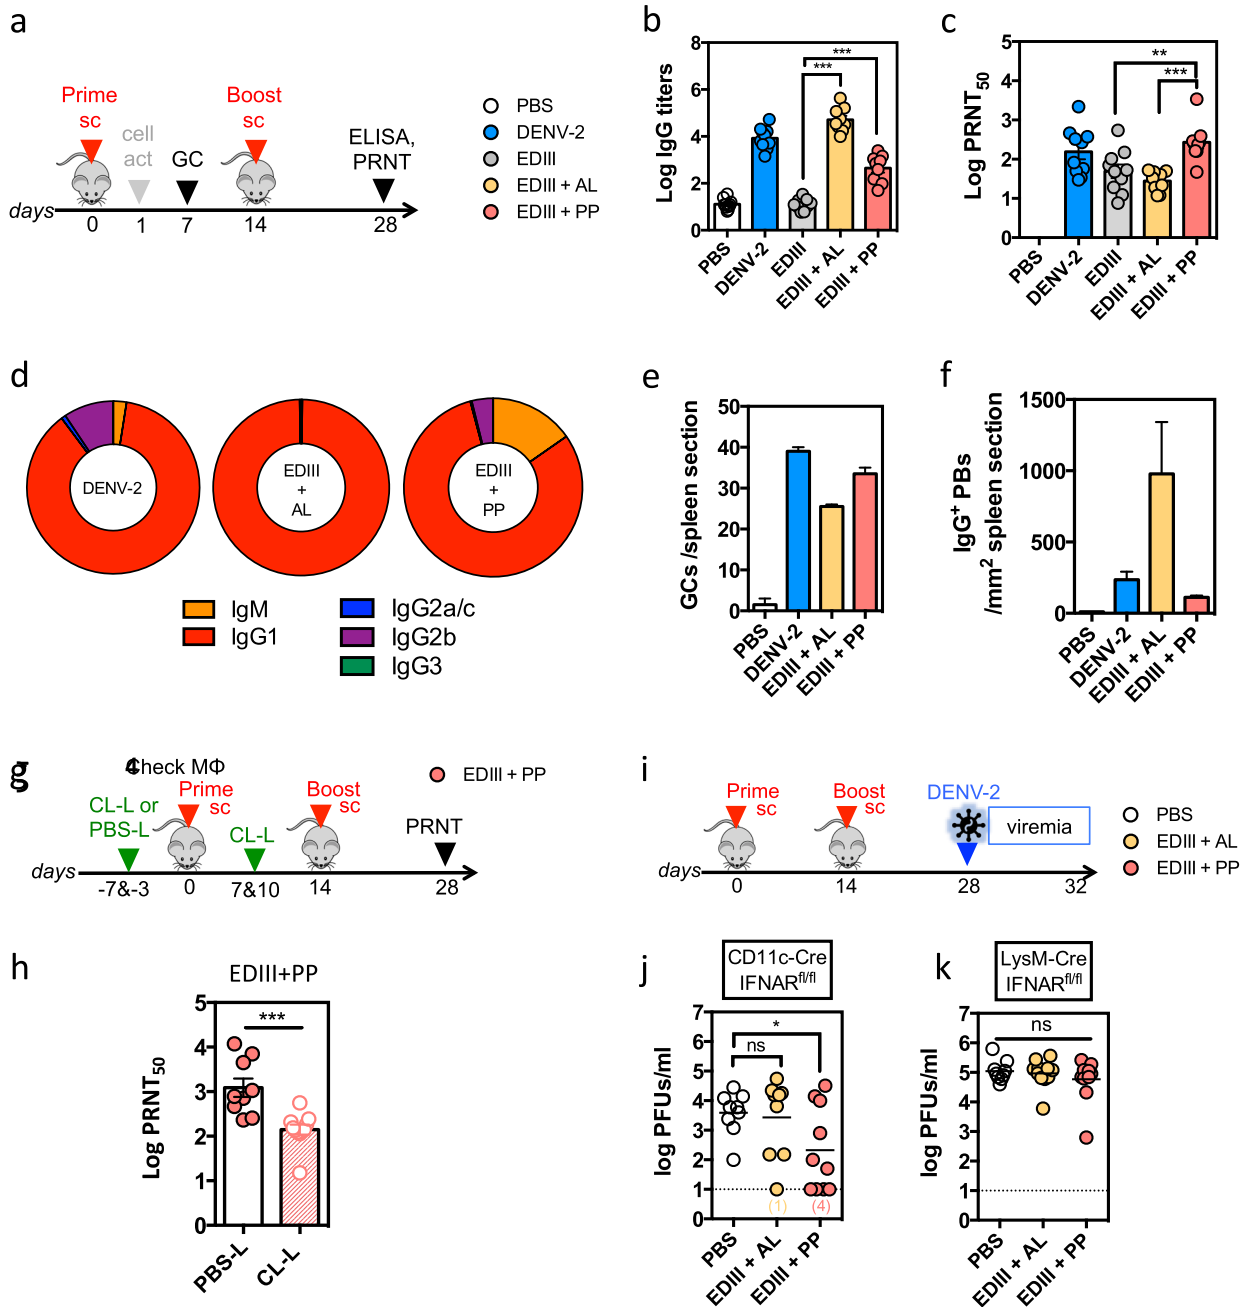 a
Prime
sc
cell
act
GC
Boost
sc
ELISA,
PRNT
days
0
1
7
14
28
PBS
DENV-2
EDIII
EDIII + AL
EDIII + PP
b
Log IgG titers
8
6
4
2
0
***
***
PBS
DENV-2
EDIII
EDIII + AL
EDIII + PP
c
Log PRNT50
5
4
3
2
1
0
**
***
PBS
DENV-2
EDIII
EDIII + AL
EDIII + PP
d
DENV-2
EDIII
+
AL
EDIII
+
PP
IgM
IgG1
IgG2a/c
IgG2b
IgG3
e
GCs /spleen section
50
40
30
20
10
0
PBS
DENV-2
EDIII + AL
EDIII + PP
f
IgG+ PBs
/mm2 spleen section
1500
1000
500
0
PBS
DENV-2
EDIII + AL
EDIII + PP
g
Check MΦ
CL-L or
PBS-L
Prime
sc
CL-L
Boost
sc
PRNT
EDIII + PP
days
-7&-3
0
7&10
14
28
h
EDIII+PP
Log PRNT50
5
4
3
2
1
0
***
PBS-L
CL-L
i
Prime
sc
Boost
sc
DENV-2
viremia
days
0
14
28
32
PBS
EDIII + AL
EDIII + PP
j
CD11c-Cre
IFNARfl/fl
log PFUs/ml
7
6
5
4
3
2
1
0
*
ns
(1)
(4)
PBS
EDIII + AL
EDIII + PP
k
LysM-Cre
IFNARfl/fl
log PFUs/ml
7
6
5
4
3
2
1
0
ns
PBS
EDIII + AL
EDIII + PP